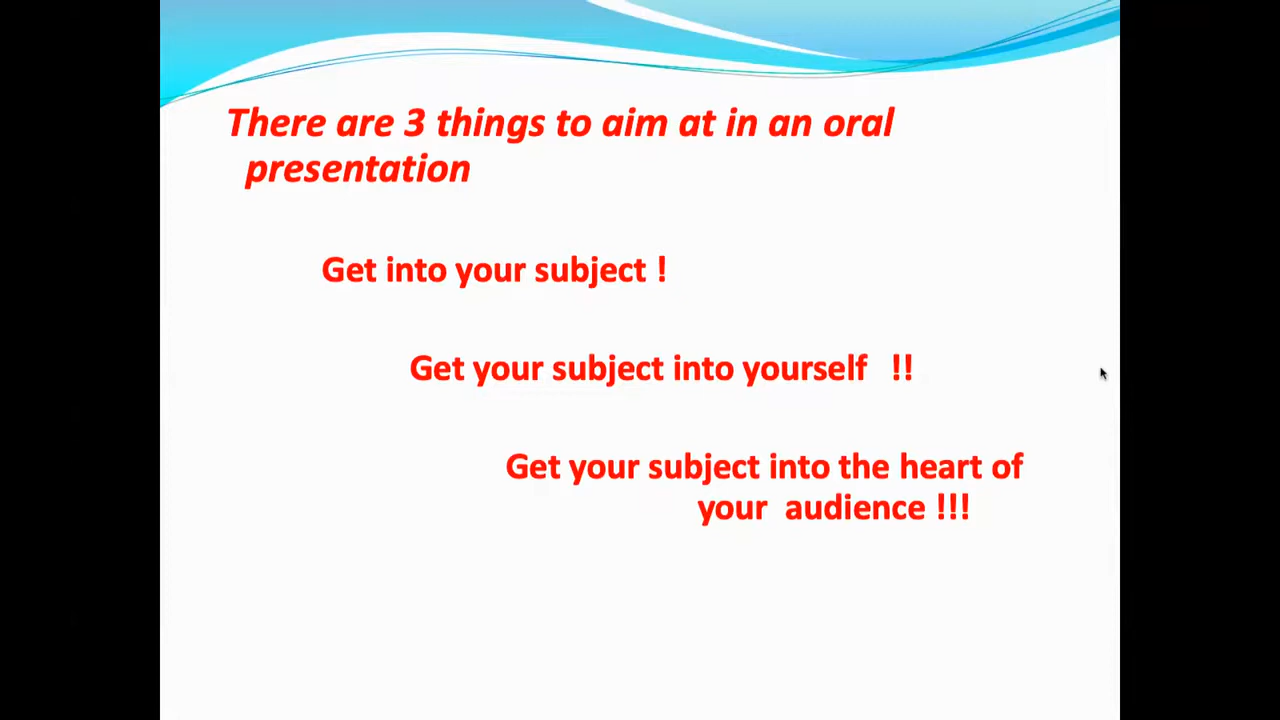 There are 3 things to aim at in an oral
presentation
Get into your subject !
Get your subject into yourself !!
Get your subject into the heart of
your audience !!!